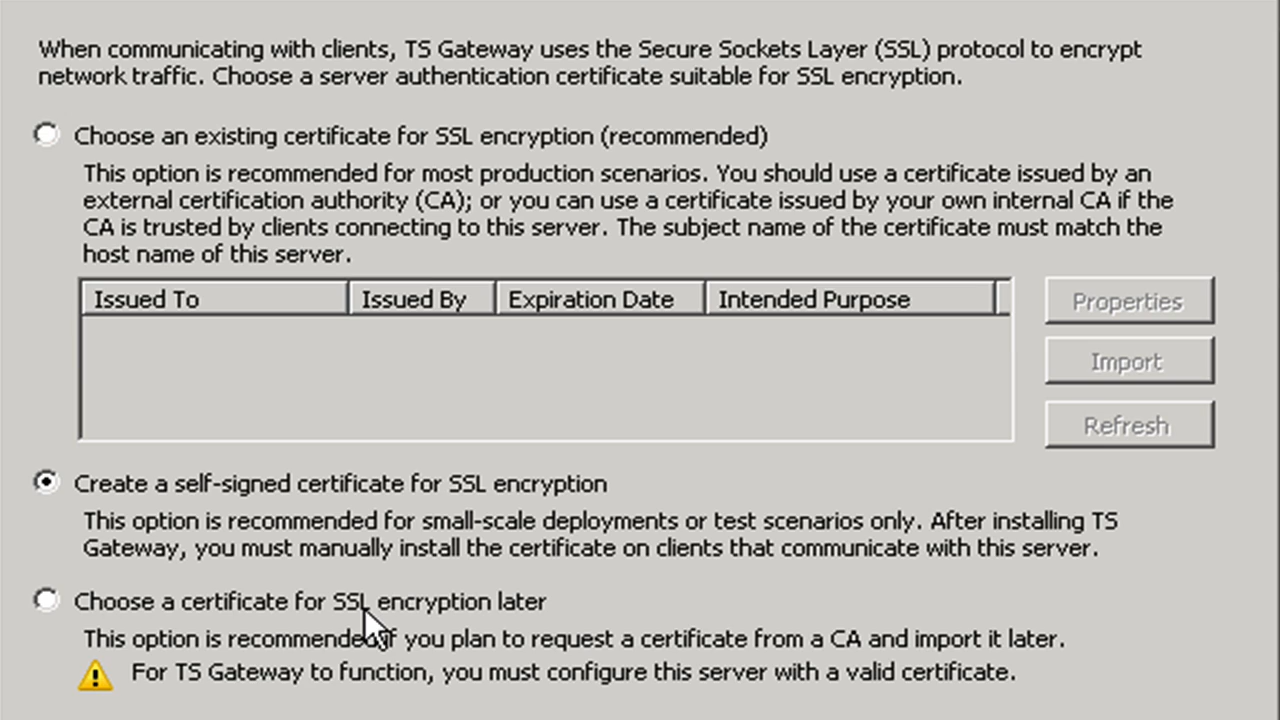 When communicating with clients, TS Gateway uses the Secure Sockets Layer (SSL) protocol to encrypt
network traffic. Choose a server authentication certificate suitable for SSL encryption.
Choose an existing certificate for SSL encryption (recommended)
This option is recommended for most production scenarios. You should use a certificate issued by an
external certification authority (CA); or you can use a certificate issued by your own internal CA if the
CA is trusted by clients connecting to this server. The subject name of the certificate must match the
host name of this server.
Issued To Issued By Expiration Date Intended Purpose
Properties
Import
Refresh
Create a self-signed certificate for SSL encryption
This option is recommended for small-scale deployments or test scenarios only. After installing TS
Gateway, you must manually install the certificate on clients that communicate with this server.
Choose a certificate for SSL encryption later
This option is recommended if you plan to request a certificate from a CA and import it later.
For TS Gateway to function, you must configure this server with a valid certificate.